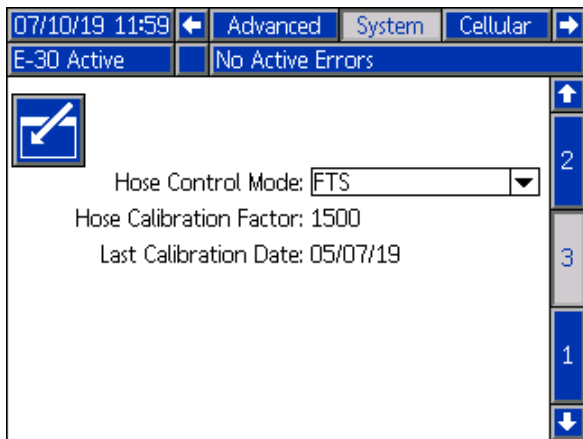 07/10/19 11:59 Advanced System Cellular
E-30 Active No Active Errors
2
Hose Control Mode: FTS
Hose Calibration Factor: 1500
Last Calibration Date: 05/07/19
3
1